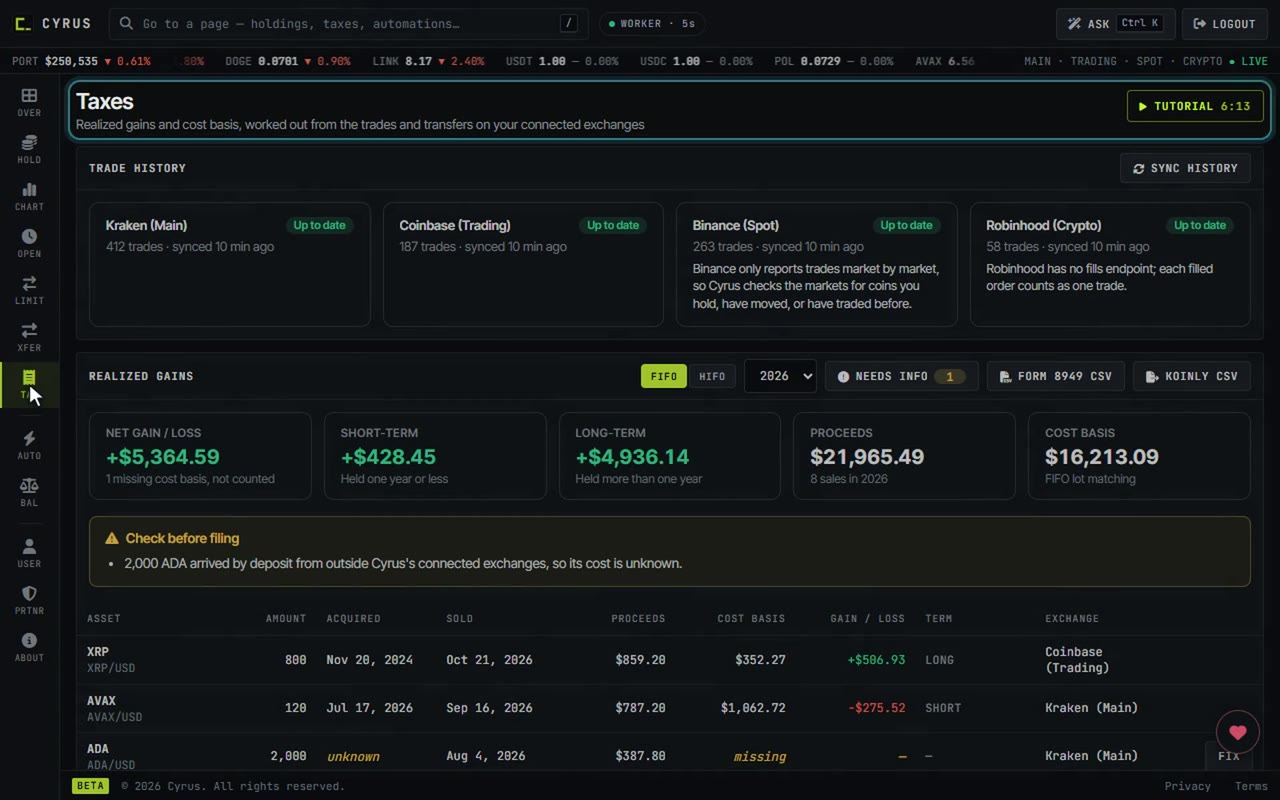 CYRUS
Go to a page — holdings, taxes, automations…
/
WORKER · 5s
ASK
Ctrl K
LOGOUT
PORT $250,535 ▼ 0.61%
.80% DOGE 0.0701 ▼ 0.90% LINK 8.17 ▼ 2.40% USDT 1.00 — 0.00% USDC 1.00 — 0.00% POL 0.0729 — 0.00% AVAX 6.56
MAIN · TRADING · SPOT · CRYPTO ● LIVE
OVER
HOLD
CHART
OPEN
LIMIT
XFER
AUTO
BAL
USER
PRTNR
ABOUT
Taxes
Realized gains and cost basis, worked out from the trades and transfers on your connected exchanges
▶ TUTORIAL 6:13
TRADE HISTORY
SYNC HISTORY
Kraken (Main) Up to date
412 trades · synced 10 min ago
Coinbase (Trading) Up to date
187 trades · synced 10 min ago
Binance (Spot) Up to date
263 trades · synced 10 min ago
Binance only reports trades market by market,
so Cyrus checks the markets for coins you
hold, have moved, or have traded before.
Robinhood (Crypto) Up to date
58 trades · synced 10 min ago
Robinhood has no fills endpoint; each filled
order counts as one trade.
REALIZED GAINS
FIFO HIFO 2026 NEEDS INFO 1 FORM 8949 CSV KOINLY CSV
NET GAIN / LOSS
+$5,364.59
1 missing cost basis, not counted
SHORT-TERM
+$428.45
Held one year or less
LONG-TERM
+$4,936.14
Held more than one year
PROCEEDS
$21,965.49
8 sales in 2026
COST BASIS
$16,213.09
FIFO lot matching
Check before filing
• 2,000 ADA arrived by deposit from outside Cyrus's connected exchanges, so its cost is unknown.
ASSET AMOUNT ACQUIRED SOLD PROCEEDS COST BASIS GAIN / LOSS TERM EXCHANGE
XRP 800 Nov 20, 2024 Oct 21, 2026 $859.20 $352.27 +$506.93 LONG Coinbase
XRP/USD (Trading)
AVAX 120 Jul 17, 2026 Sep 16, 2026 $787.20 $1,062.72 -$275.52 SHORT Kraken (Main)
AVAX/USD
ADA 2,000 unknown Aug 4, 2026 $387.80 missing — — Kraken (Main) FIX
ADA/USD
BETA © 2026 Cyrus. All rights reserved.
Privacy Terms